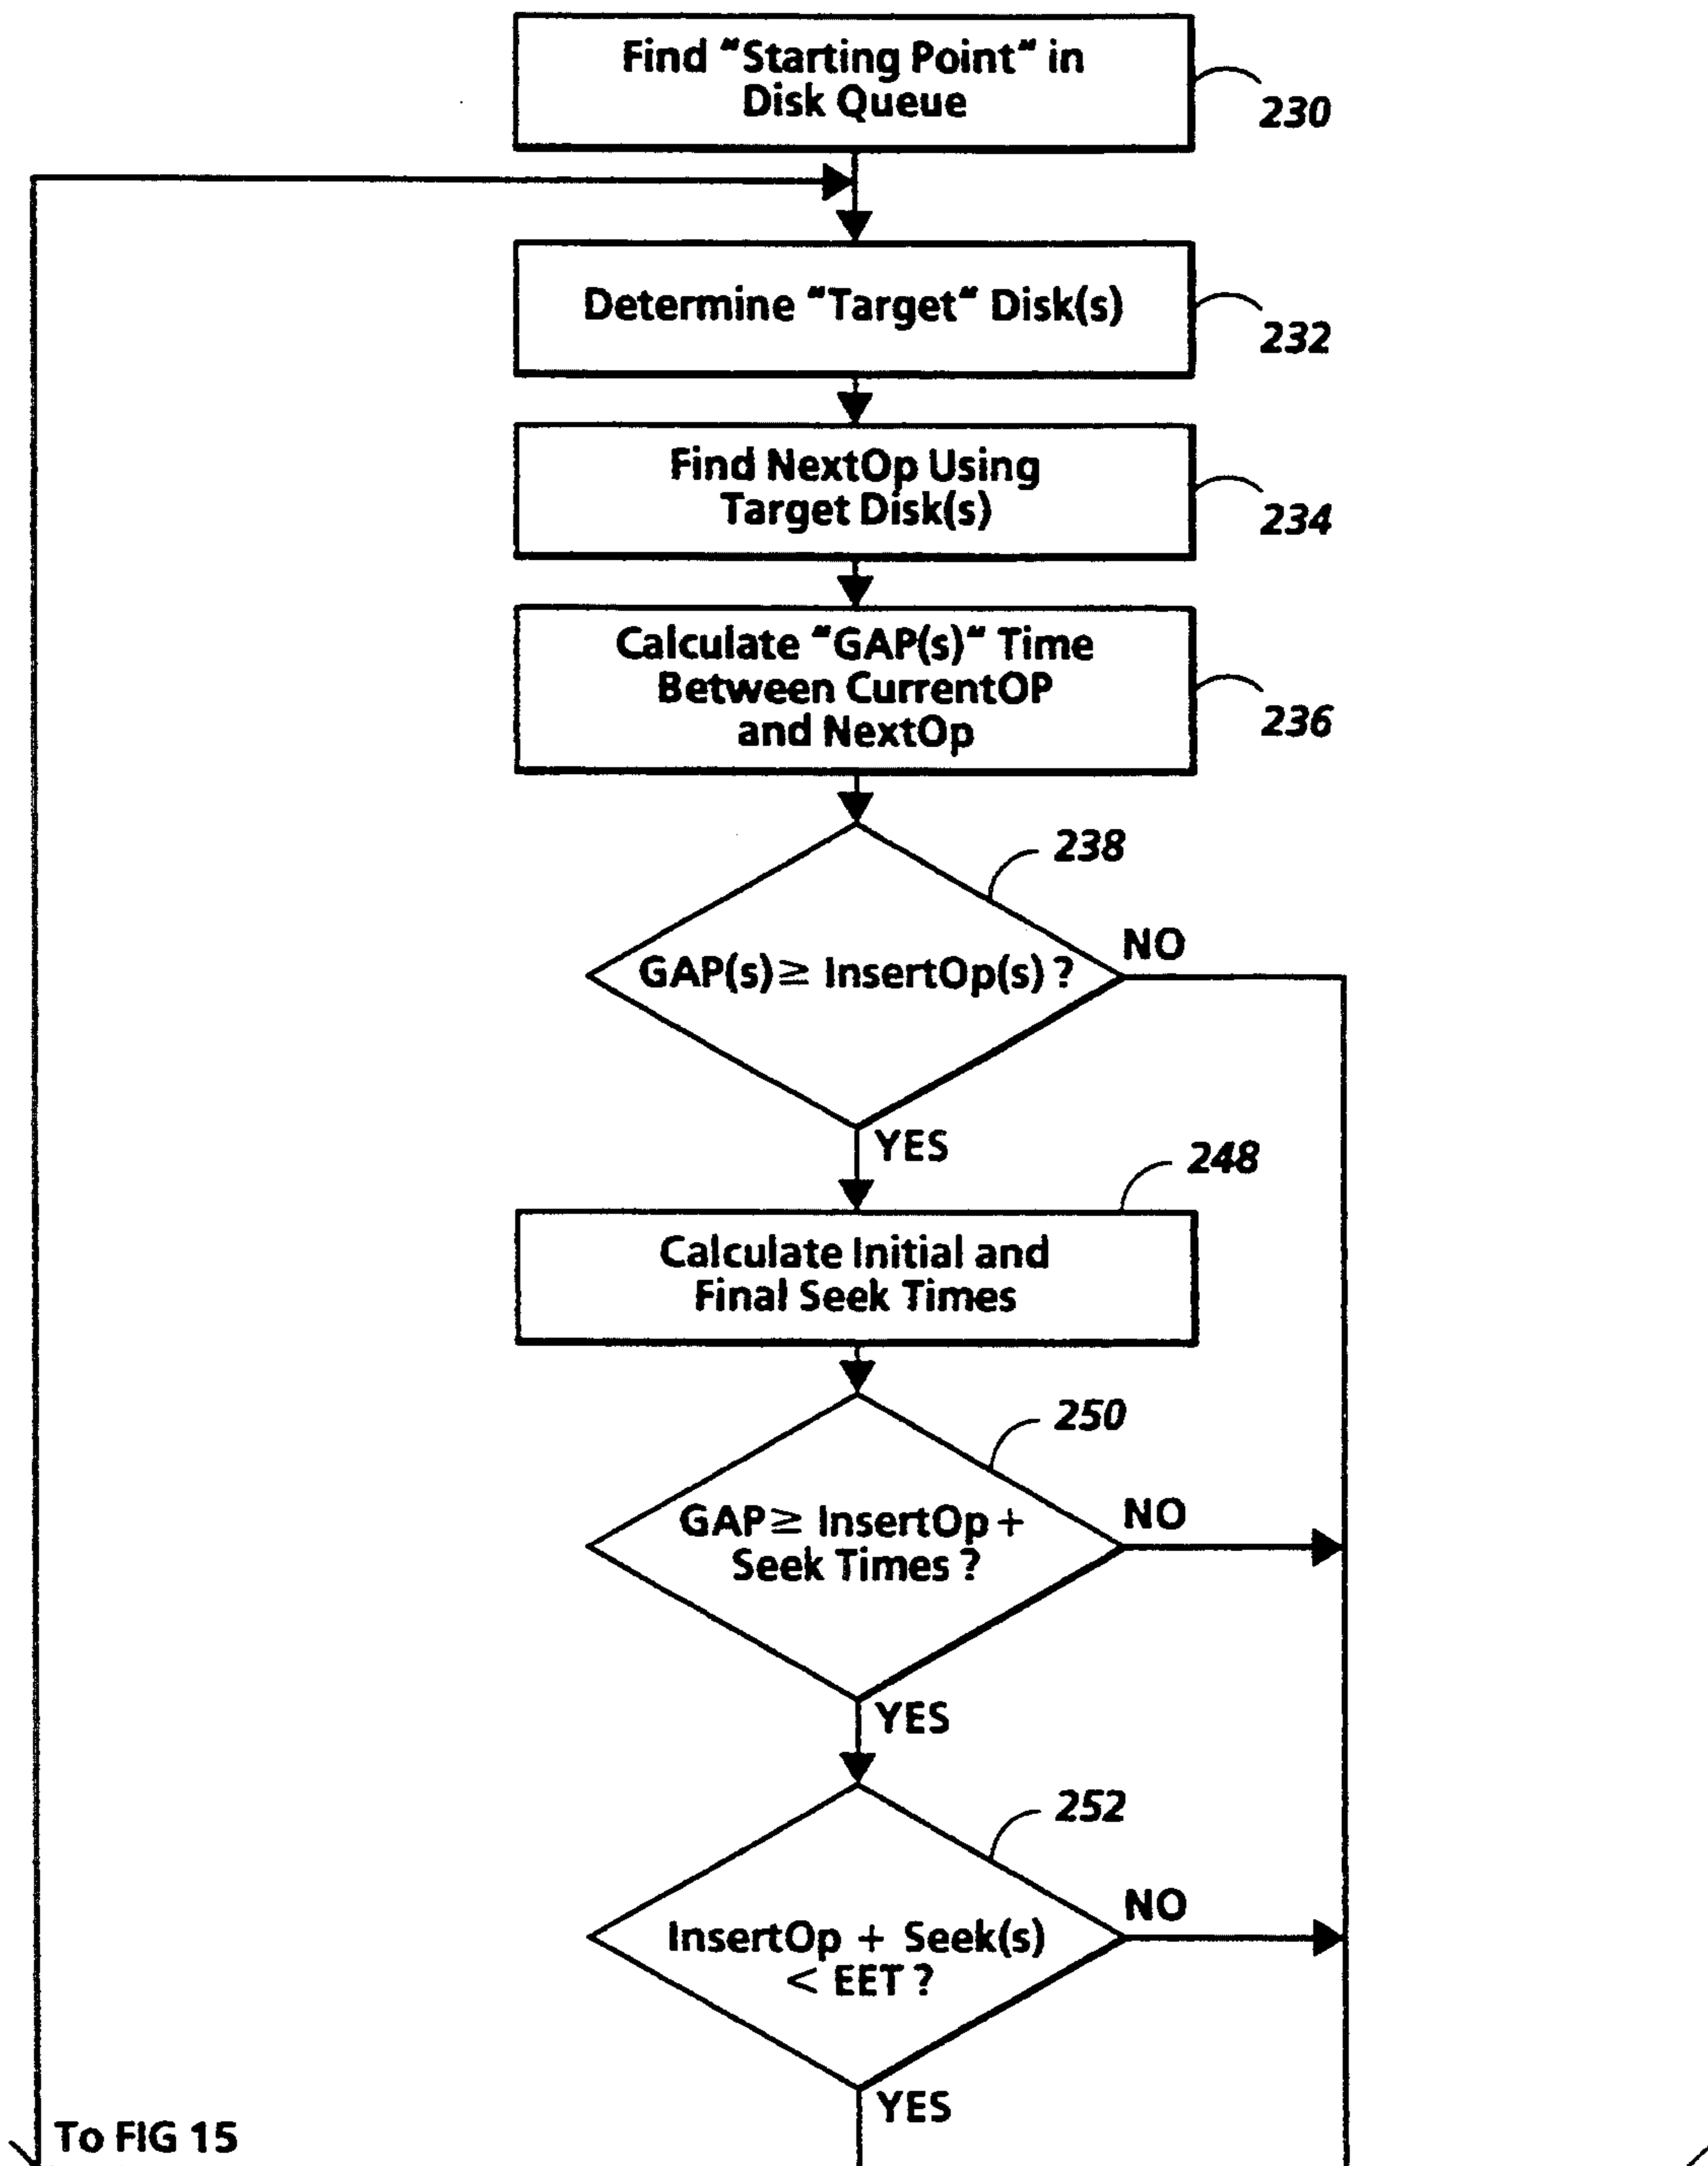 Find "Starting Point" in
Disk Queue
230
Determine "Target" Disk(s)
232
Find NextOp Using
Target Disk(s)
234
Calculate "GAP(s)" Time
Between CurrentOP
and NextOp
236
238
GAP(s) ≥ InsertOp(s) ?
NO
YES
248
Calculate Initial and
Final Seek Times
250
GAP ≥ InsertOp +
Seek Times ?
NO
YES
252
InsertOp + Seek(s)
< EET ?
NO
YES
To FIG 15